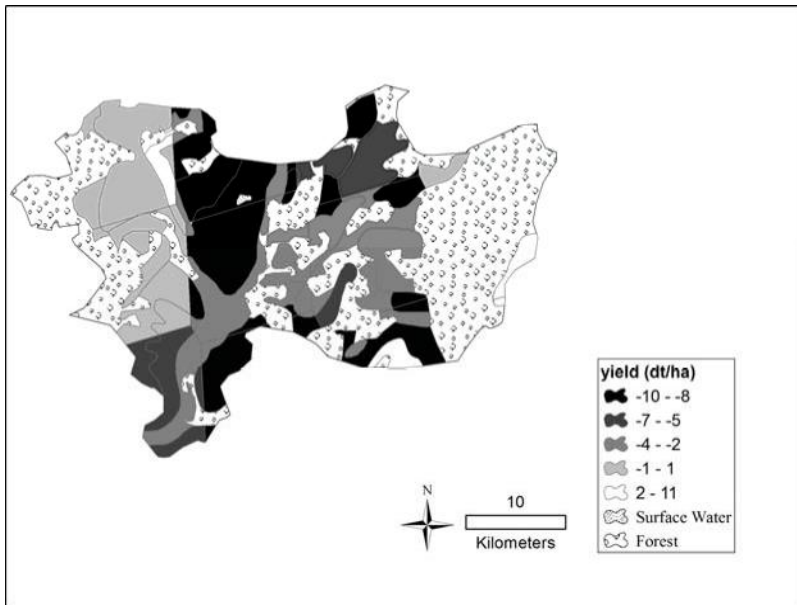 yield (dt/ha)
-10 - -8
-7 - -5
-4 - -2
-1 - 1
2 - 11
Surface Water
Forest
N
10
Kilometers